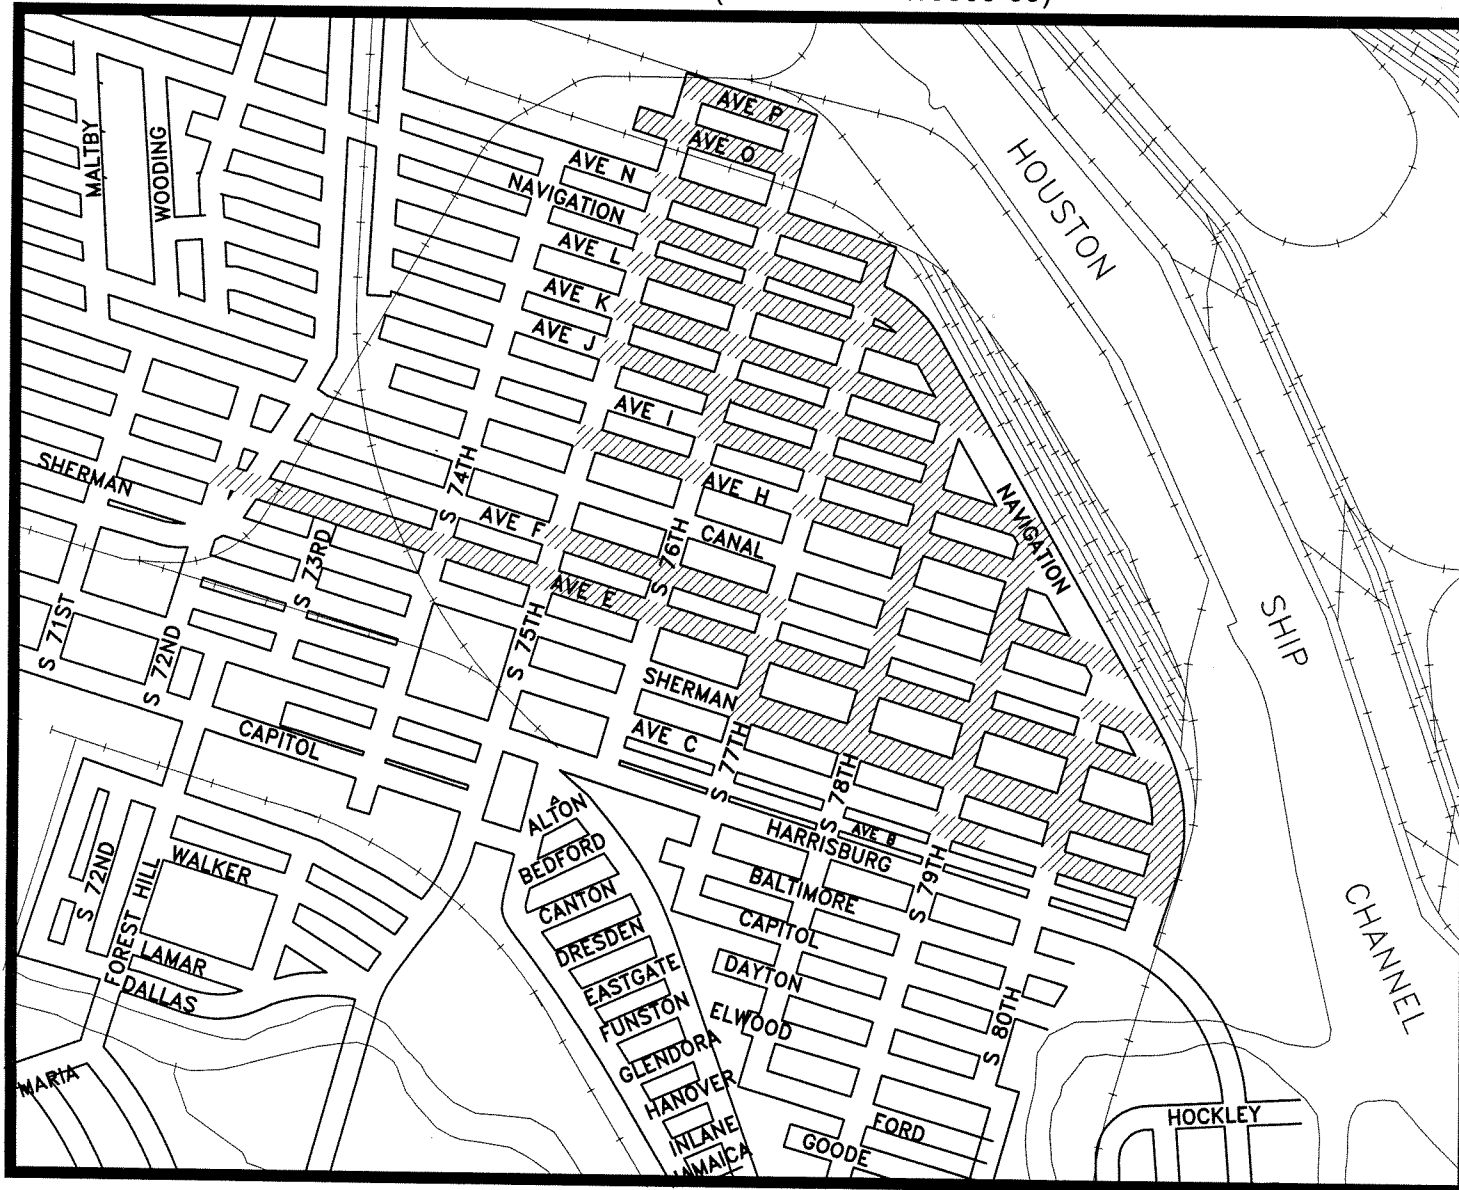 AVE P
AVE O
AVE N
NAVIGATION
AVE L
AVE K
AVE J
AVE I
AVE H
CANAL
AVE F
AVE E
SHERMAN
AVE C
MALTBY
WOODING
SHERMAN
S 71ST
S 72ND
S 73RD
S 74TH
S 75TH
S 76TH
S 77TH
S 78TH
S 79TH
S 80TH
NAVIGATION
HOUSTON
SHIP
CHANNEL
CAPITOL
AVE B
HARRISBURG
BALTIMORE
CAPITOL
DAYTON
ELWOOD
FORD
GOODE
HOCKLEY
ALTON
BEDFORD
CANTON
DRESDEN
EASTGATE
FUNSTON
GLENDORA
HANOVER
INLANE
JAMAICA
WALKER
S 72ND
FOREST HILL
LAMAR
DALLAS
MARIA